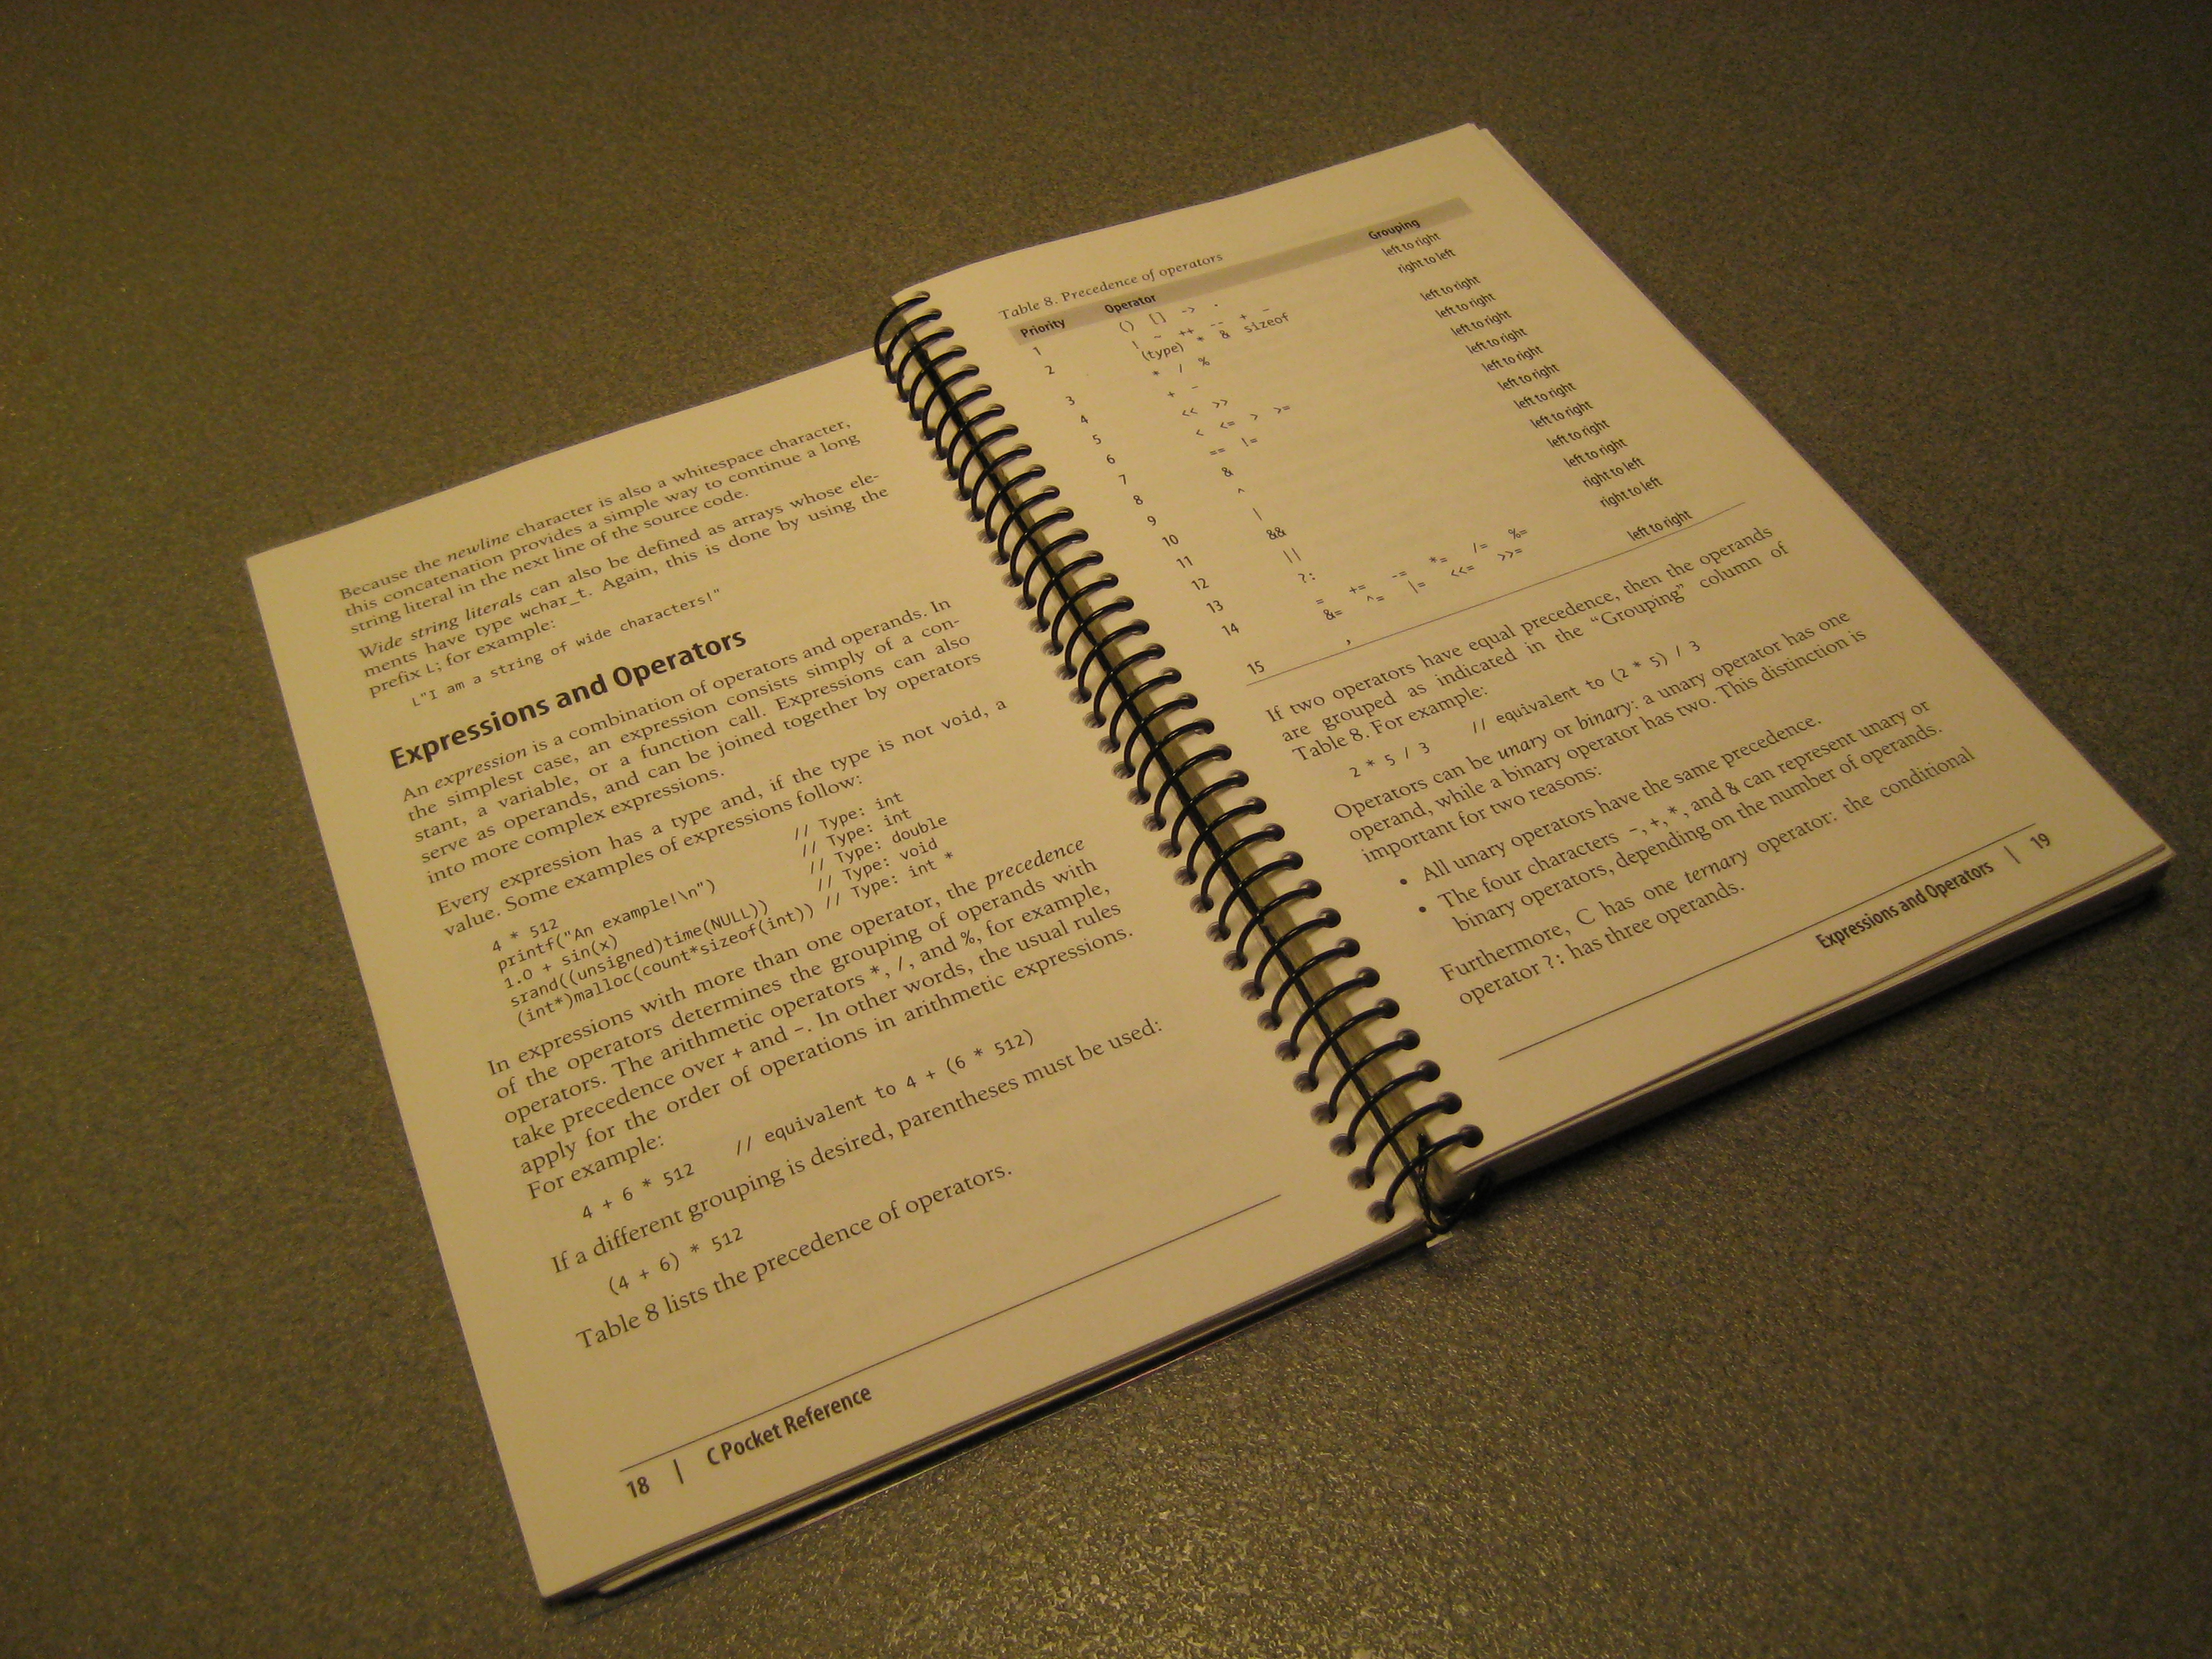 Because the newline character is also a whitespace character,
this concatenation provides a simple way to continue a long
string literal in the next line of the source code.
Wide string literals can also be defined as arrays whose ele-
ments have type wchar_t. Again, this is done by using the
prefix L; for example:
L"I am a string of wide characters!"
Expressions and Operators
An expression is a combination of operators and operands. In
the simplest case, an expression consists simply of a con-
stant, a variable, or a function call. Expressions can also
serve as operands, and can be joined together by operators
into more complex expressions.
Every expression has a type and, if the type is not void, a
value. Some examples of expressions follow:
4 * 512 // Type: int
printf("An example!\n") // Type: int
1.0 + sin(x) // Type: double
srand((unsigned)time(NULL)) // Type: void
(int*)malloc(count*sizeof(int)) // Type: int *
In expressions with more than one operator, the precedence
of the operators determines the grouping of operands with
operators. The arithmetic operators *, /, and %, for example,
take precedence over + and -. In other words, the usual rules
apply for the order of operations in arithmetic expressions.
For example:
4 + 6 * 512 // equivalent to 4 + (6 * 512)
If a different grouping is desired, parentheses must be used:
(4 + 6) * 512
Table 8 lists the precedence of operators.
18 | C Pocket Reference
Table 8. Precedence of operators
Priority Operator Grouping
1 () [] -> . left to right
2 ! ~ ++ -- + - right to left
(type) * & sizeof
3 * / % left to right
4 + - left to right
5 << >> left to right
6 < <= > >= left to right
7 == != left to right
8 & left to right
9 ^ left to right
10 | left to right
11 && left to right
12 || left to right
13 ?: right to left
14 = += -= *= /= %= right to left
&= ^= |= <<= >>=
15 , left to right
If two operators have equal precedence, then the operands
are grouped as indicated in the “Grouping” column of
Table 8. For example:
2 * 5 / 3 // equivalent to (2 * 5) / 3
Operators can be unary or binary: a unary operator has one
operand, while a binary operator has two. This distinction is
important for two reasons:
• All unary operators have the same precedence.
• The four characters -, +, *, and & can represent unary or
binary operators, depending on the number of operands.
Furthermore, C has one ternary operator: the conditional
operator ?: has three operands.
Expressions and Operators | 19